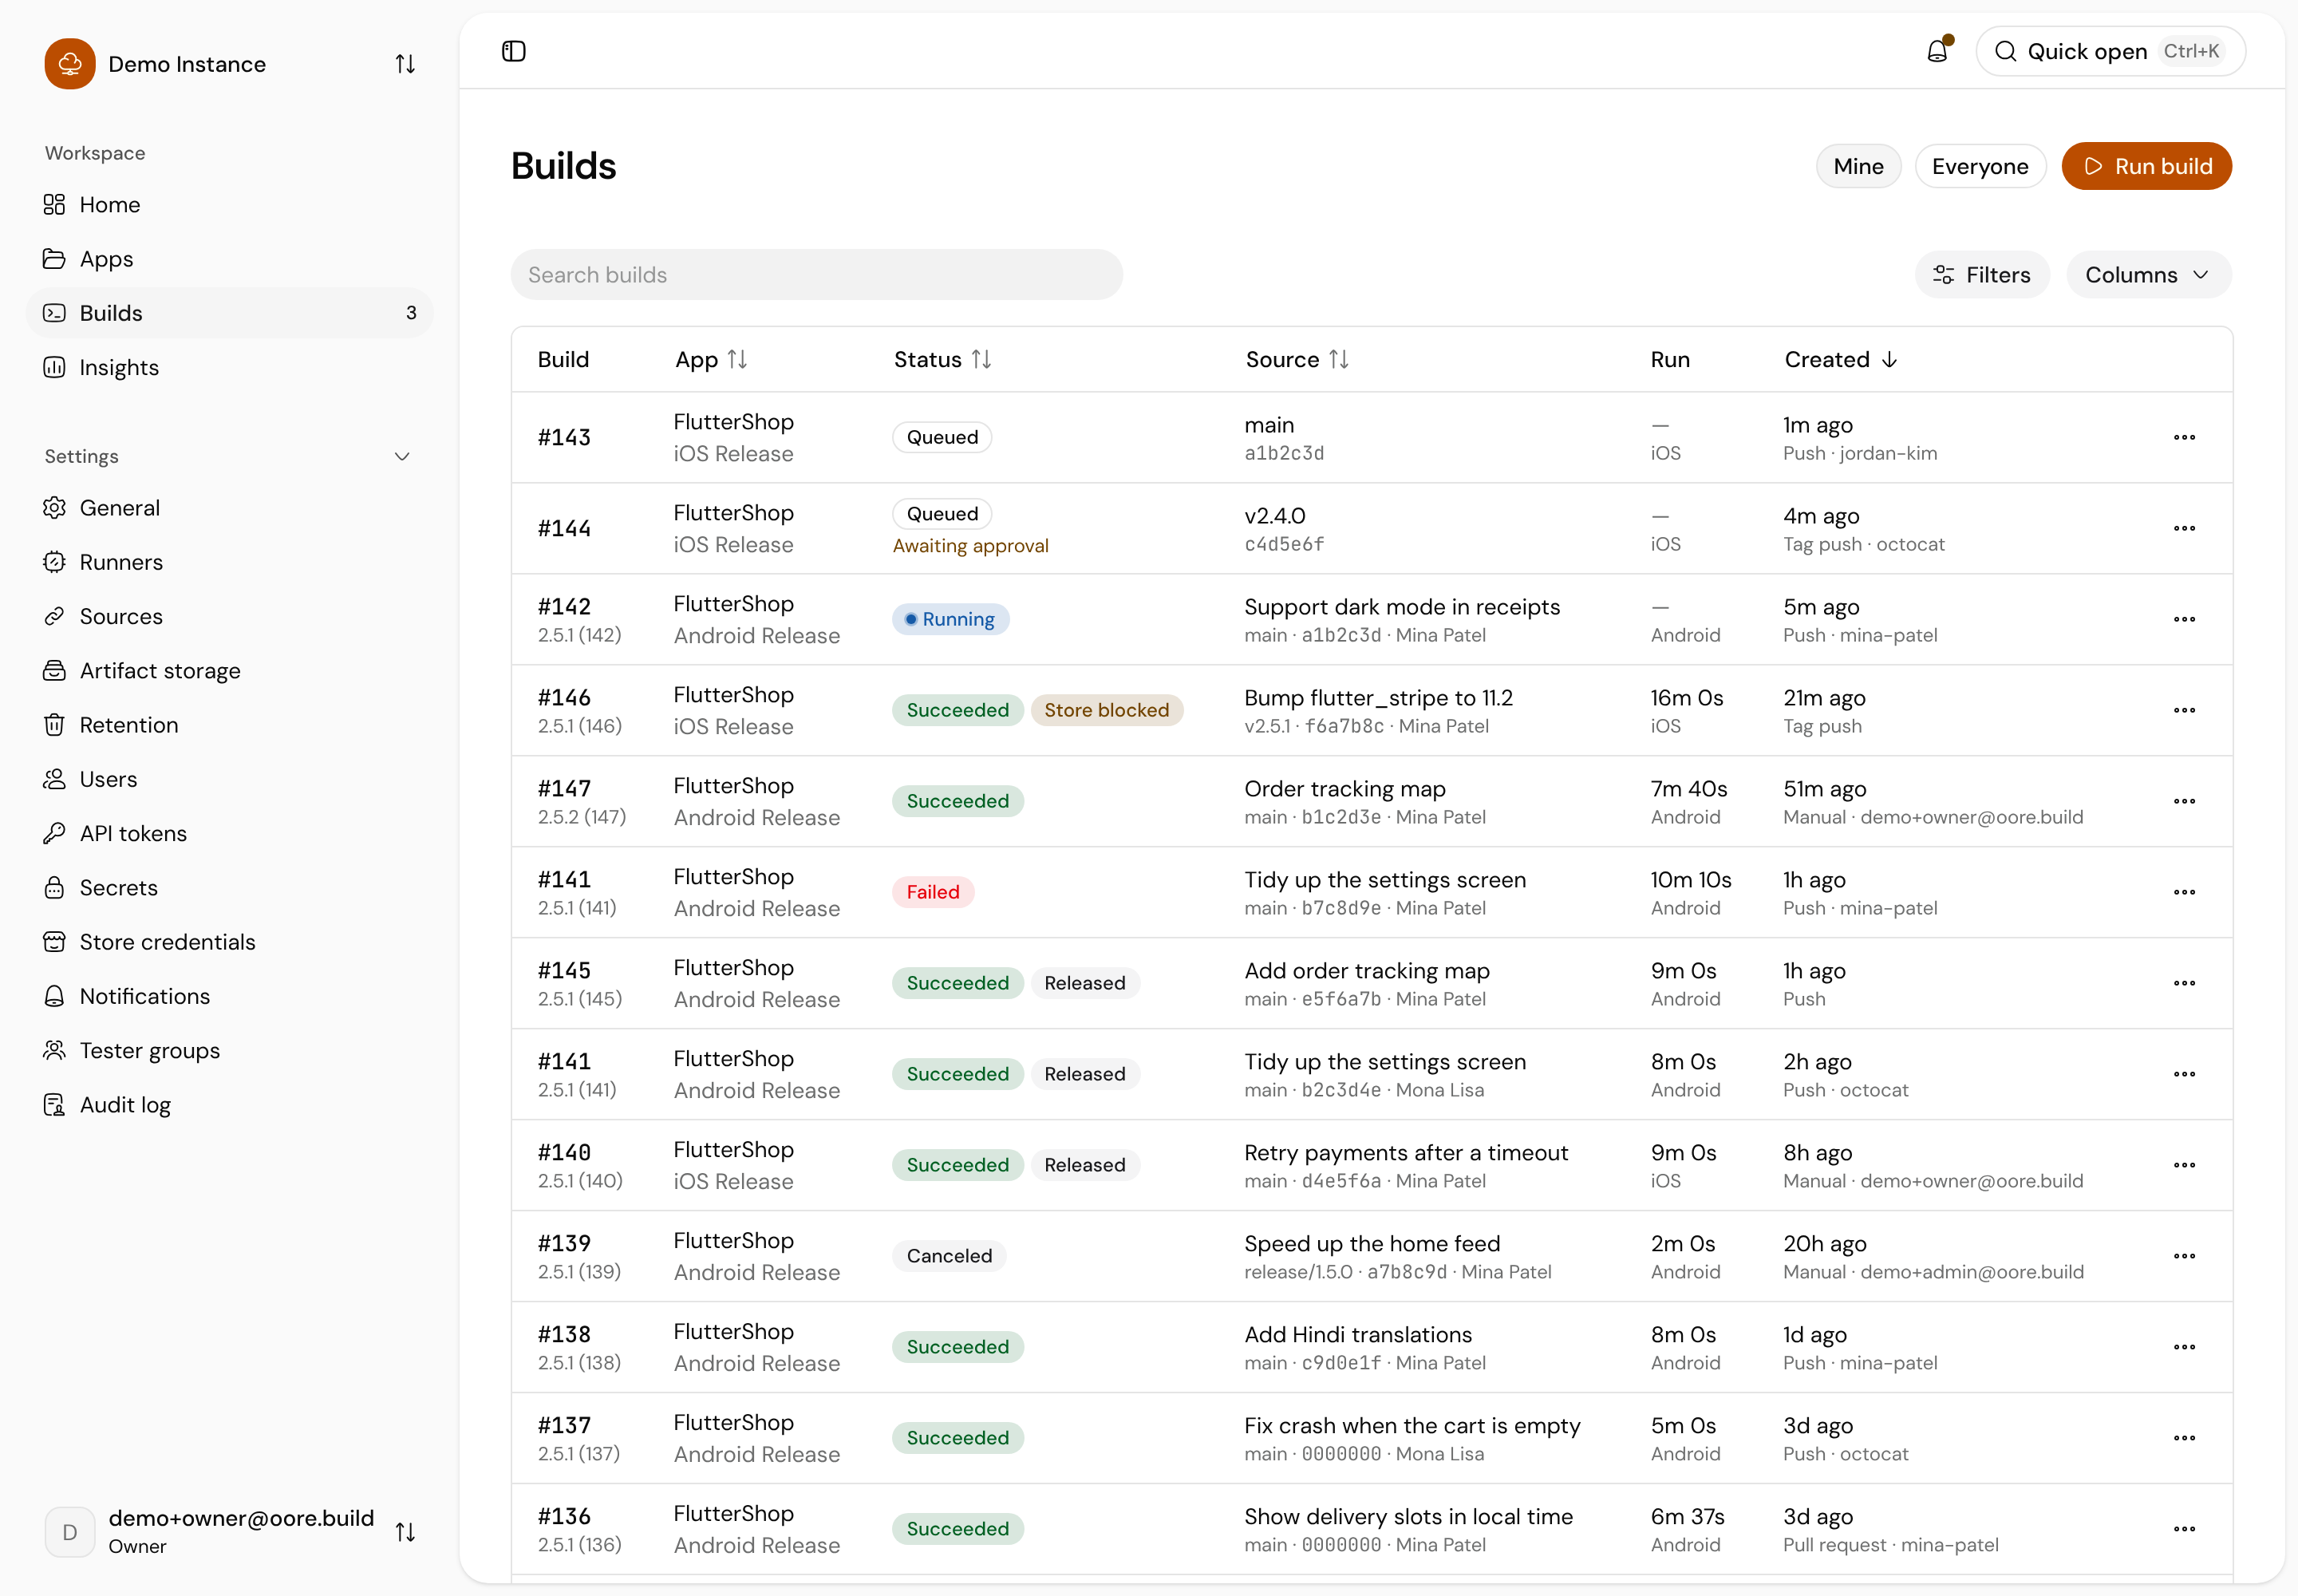 Demo Instance
Workspace
Home
Apps
Builds 3
Insights
Settings
General
Runners
Sources
Artifact storage
Retention
Users
API tokens
Secrets
Store credentials
Notifications
Tester groups
Audit log
D
demo+owner@oore.build
Owner
Quick open Ctrl+K
Builds
Mine Everyone Run build
Search builds
Filters Columns
Build App Status Source Run Created
#143 FlutterShop Queued main — 1m ago
iOS Release a1b2c3d iOS Push · jordan-kim
#144 FlutterShop Queued v2.4.0 — 4m ago
iOS Release Awaiting approval c4d5e6f iOS Tag push · octocat
#142 FlutterShop Running Support dark mode in receipts — 5m ago
2.5.1 (142) Android Release main · a1b2c3d · Mina Patel Android Push · mina-patel
#146 FlutterShop Succeeded Store blocked Bump flutter_stripe to 11.2 16m 0s 21m ago
2.5.1 (146) iOS Release v2.5.1 · f6a7b8c · Mina Patel iOS Tag push
#147 FlutterShop Succeeded Order tracking map 7m 40s 51m ago
2.5.2 (147) Android Release main · b1c2d3e · Mina Patel Android Manual · demo+owner@oore.build
#141 FlutterShop Failed Tidy up the settings screen 10m 10s 1h ago
2.5.1 (141) Android Release main · b7c8d9e · Mina Patel Android Push · mina-patel
#145 FlutterShop Succeeded Released Add order tracking map 9m 0s 1h ago
2.5.1 (145) Android Release main · e5f6a7b · Mina Patel Android Push
#141 FlutterShop Succeeded Released Tidy up the settings screen 8m 0s 2h ago
2.5.1 (141) Android Release main · b2c3d4e · Mona Lisa Android Push · octocat
#140 FlutterShop Succeeded Released Retry payments after a timeout 9m 0s 8h ago
2.5.1 (140) iOS Release main · d4e5f6a · Mina Patel iOS Manual · demo+owner@oore.build
#139 FlutterShop Canceled Speed up the home feed 2m 0s 20h ago
2.5.1 (139) Android Release release/1.5.0 · a7b8c9d · Mina Patel Android Manual · demo+admin@oore.build
#138 FlutterShop Succeeded Add Hindi translations 8m 0s 1d ago
2.5.1 (138) Android Release main · c9d0e1f · Mina Patel Android Push · mina-patel
#137 FlutterShop Succeeded Fix crash when the cart is empty 5m 0s 3d ago
2.5.1 (137) Android Release main · 0000000 · Mona Lisa Android Push · octocat
#136 FlutterShop Succeeded Show delivery slots in local time 6m 37s 3d ago
2.5.1 (136) Android Release main · 0000000 · Mina Patel Android Pull request · mina-patel